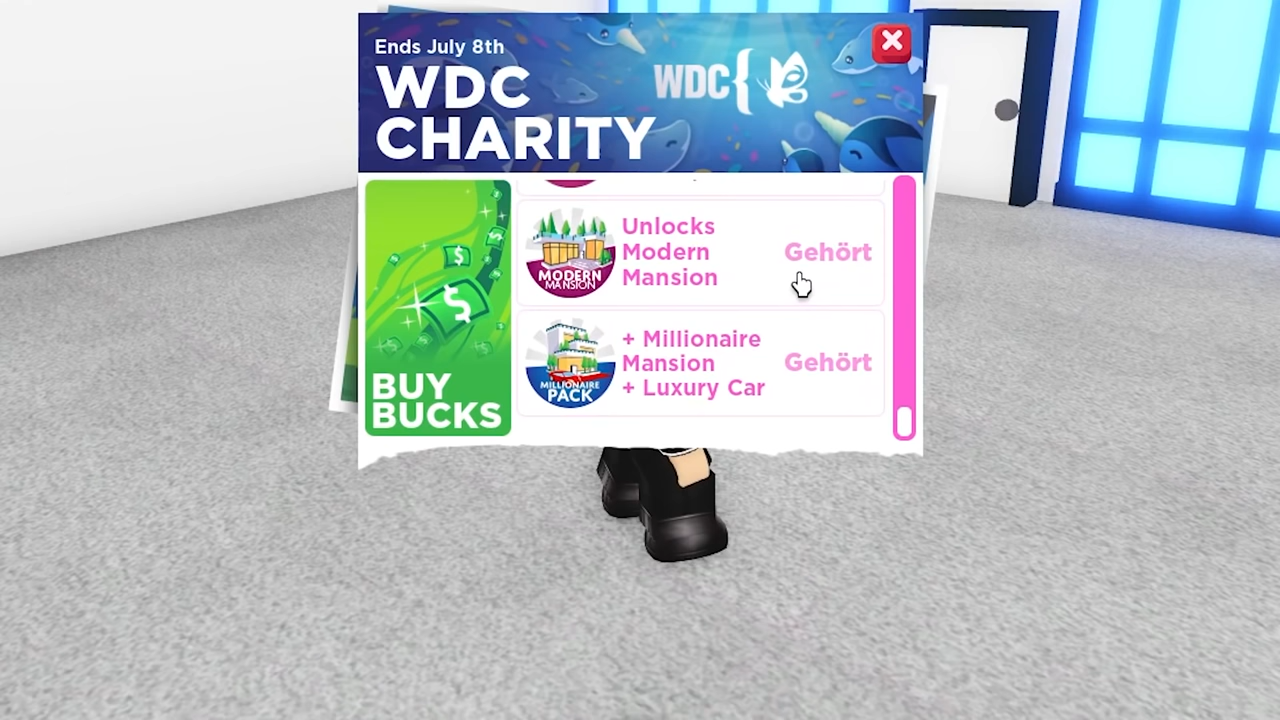 Ends July 8th
WDC
CHARITY
WDC{
Unlocks
Modern
Mansion
Gehört
MODERN
MANSION
+ Millionaire
Mansion
+ Luxury Car
Gehört
MILLIONAIRE
PACK
BUY
BUCKS